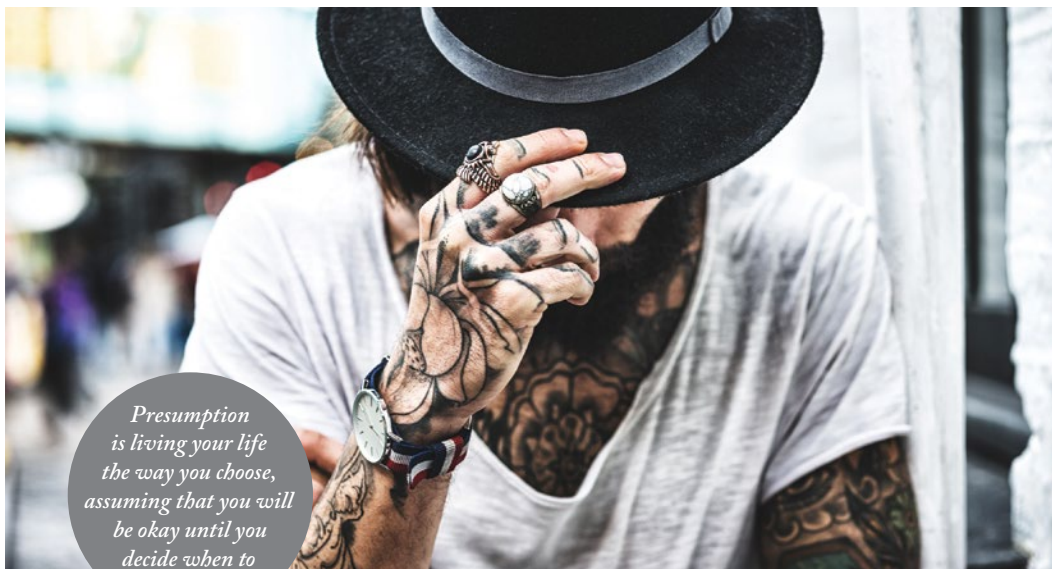 Presumption
is living your life
the way you choose,
assuming that you will
be okay until you
decide when to